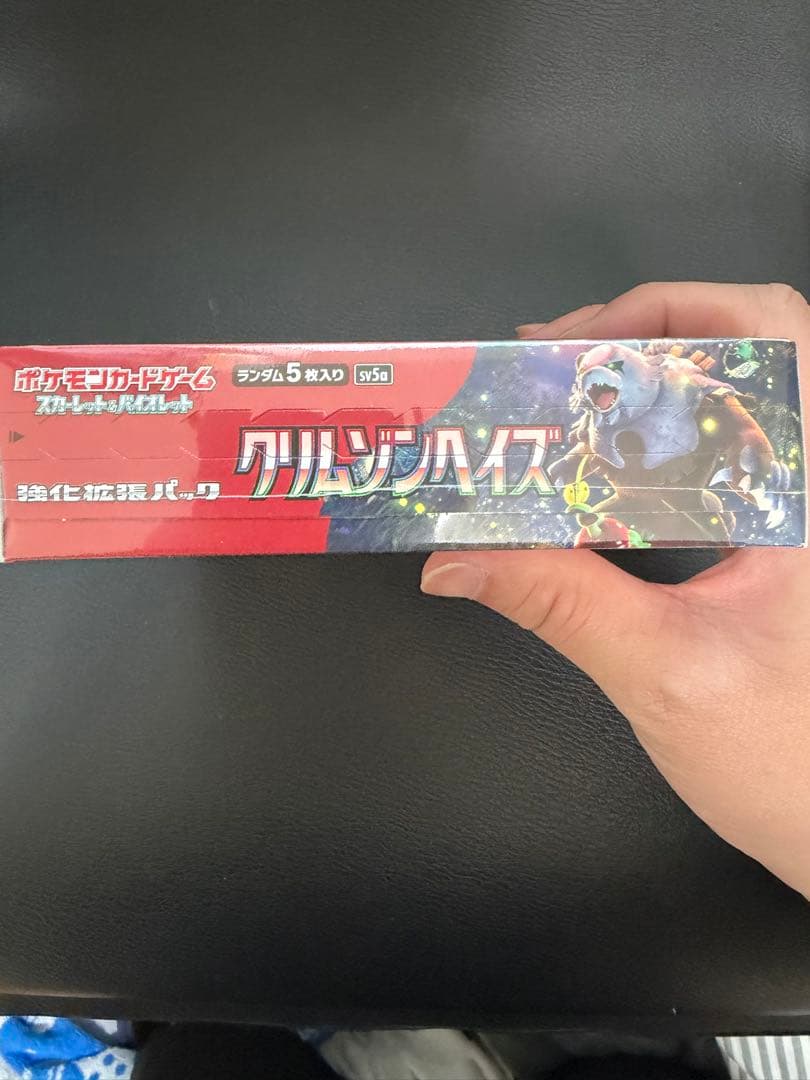 ポケモンカードゲーム
スカーレット&バイオレット
ランダム5枚入り
SV5a
クリムゾンヘイズ
強化拡張パック